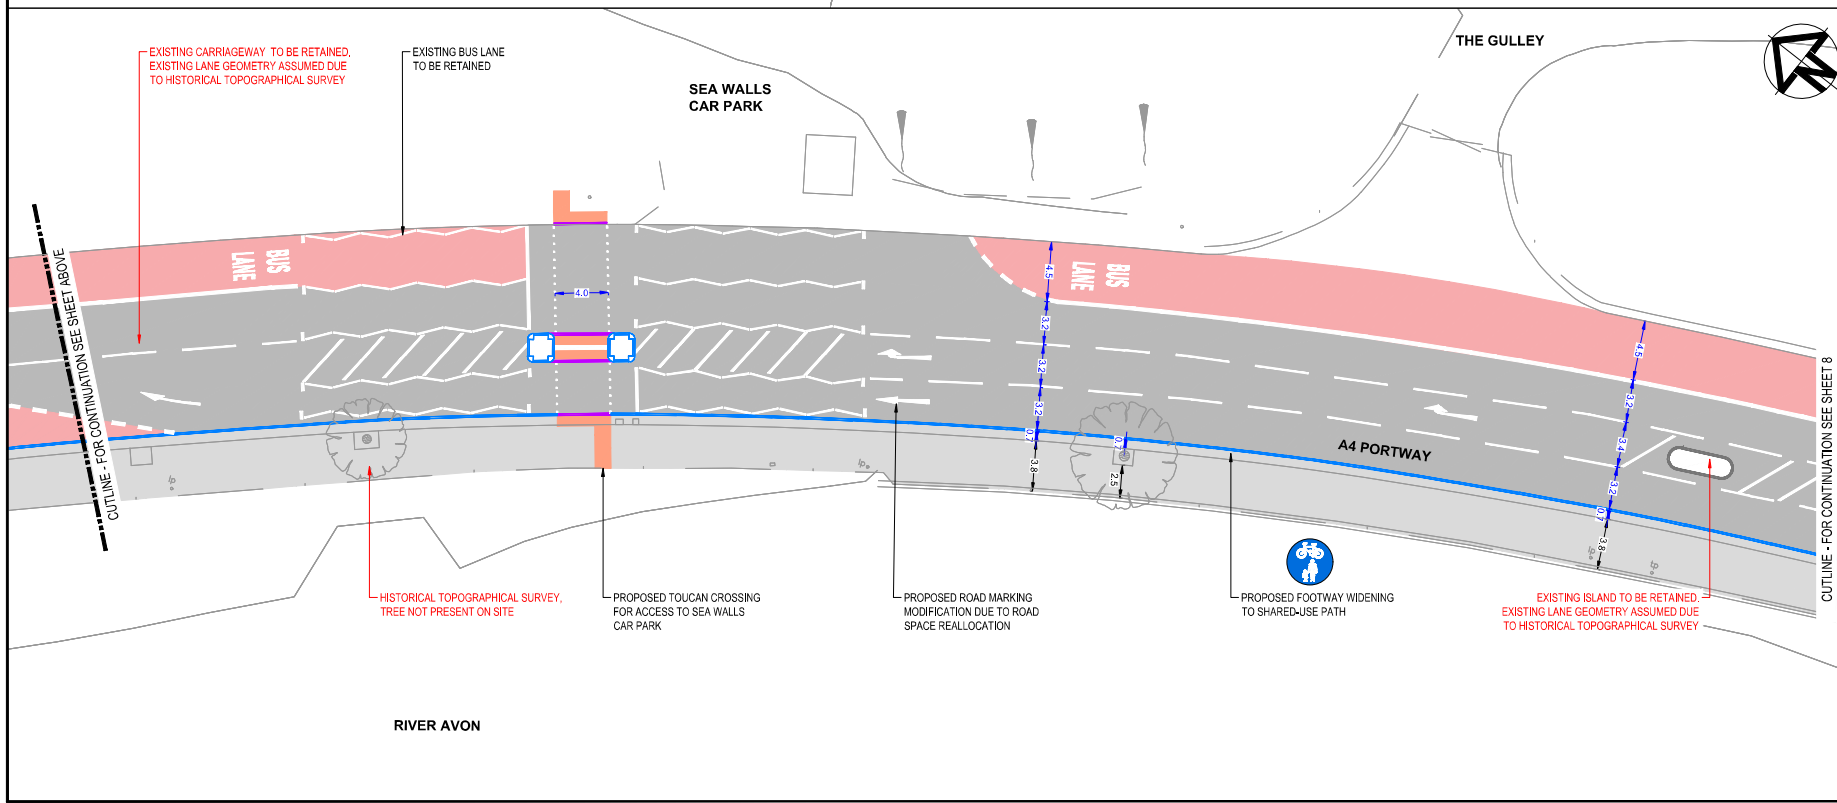 EXISTING CARRIAGEWAY TO BE RETAINED,
EXISTING LANE GEOMETRY ASSUMED DUE
TO HISTORICAL TOPOGRAPHICAL SURVEY
EXISTING BUS LANE
TO BE RETAINED
SEA WALLS
CAR PARK
THE GULLEY
N
CUTLINE - FOR CONTINUATION SEE SHEET ABOVE
BUS
LANE
4.0
BUS
LANE
4.5
3.2
3.2
3.2
0.7
3.8
0.7
2.5
A4 PORTWAY
4.5
3.2
3.4
3.2
0.7
3.8
CUTLINE - FOR CONTINUATION SEE SHEET 8
lp
lp
lp
lp
HISTORICAL TOPOGRAPHICAL SURVEY,
TREE NOT PRESENT ON SITE
PROPOSED TOUCAN CROSSING
FOR ACCESS TO SEA WALLS
CAR PARK
PROPOSED ROAD MARKING
MODIFICATION DUE TO ROAD
SPACE REALLOCATION
PROPOSED FOOTWAY WIDENING
TO SHARED-USE PATH
EXISTING ISLAND TO BE RETAINED.
EXISTING LANE GEOMETRY ASSUMED DUE
TO HISTORICAL TOPOGRAPHICAL SURVEY
RIVER AVON